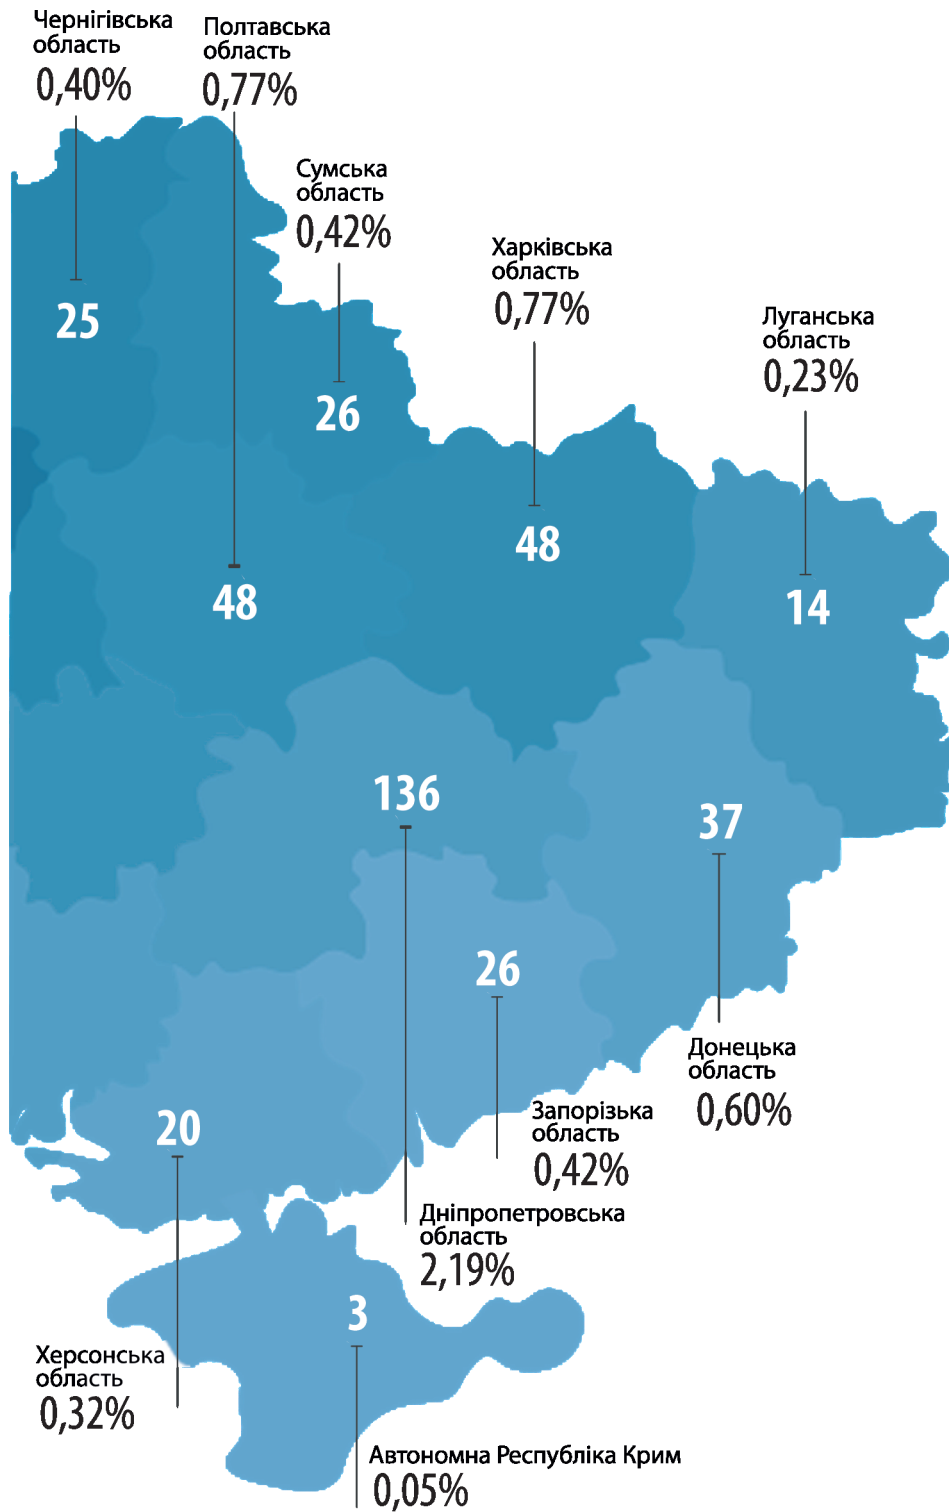 Чернігівська
область
0,40%
Полтавська
область
0,77%
Сумська
область
0,42%
Харківська
область
0,77%
Луганська
область
0,23%
25
26
48
48
14
136
37
26
20
Донецька
область
0,60%
Запорізька
область
0,42%
Дніпропетровська
область
2,19%
3
Херсонська
область
0,32%
Автономна Республіка Крим
0,05%